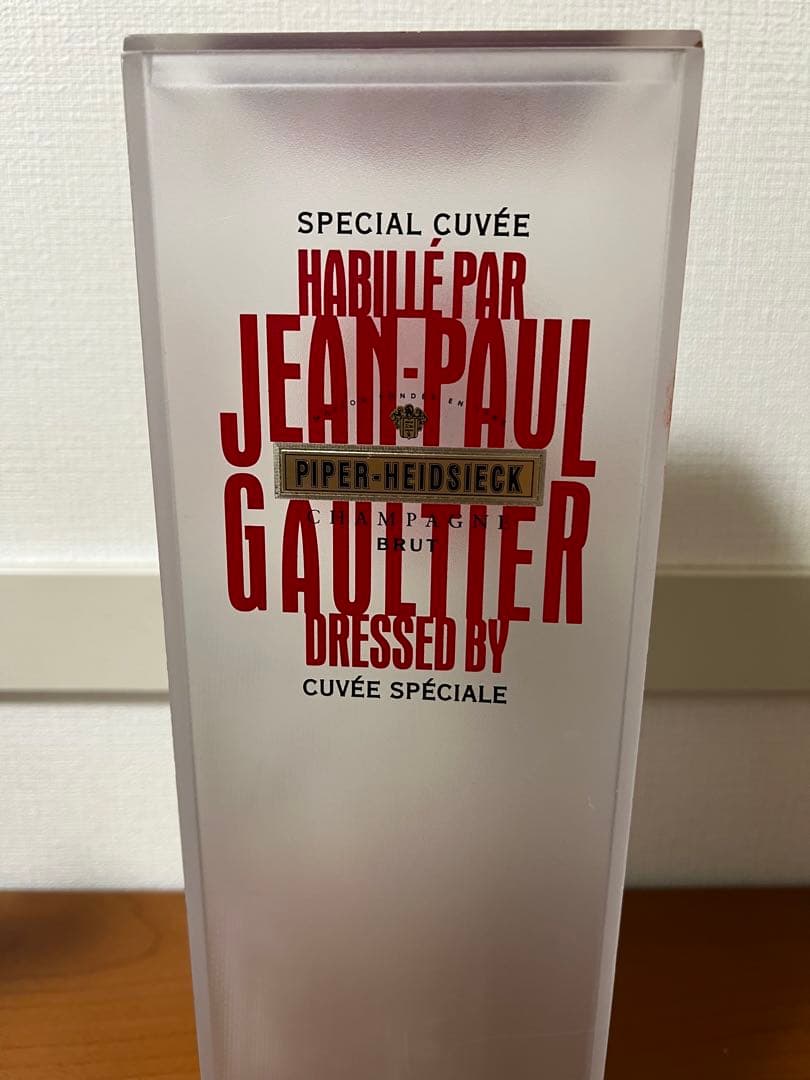 SPECIAL CUVÉE
HABILLÉ PAR
JEAN-PAUL
PIPER-HEIDSIECK
CHAMPAGNE
BRUT
GAULTIER
DRESSED BY
CUVÉE SPÉCIALE